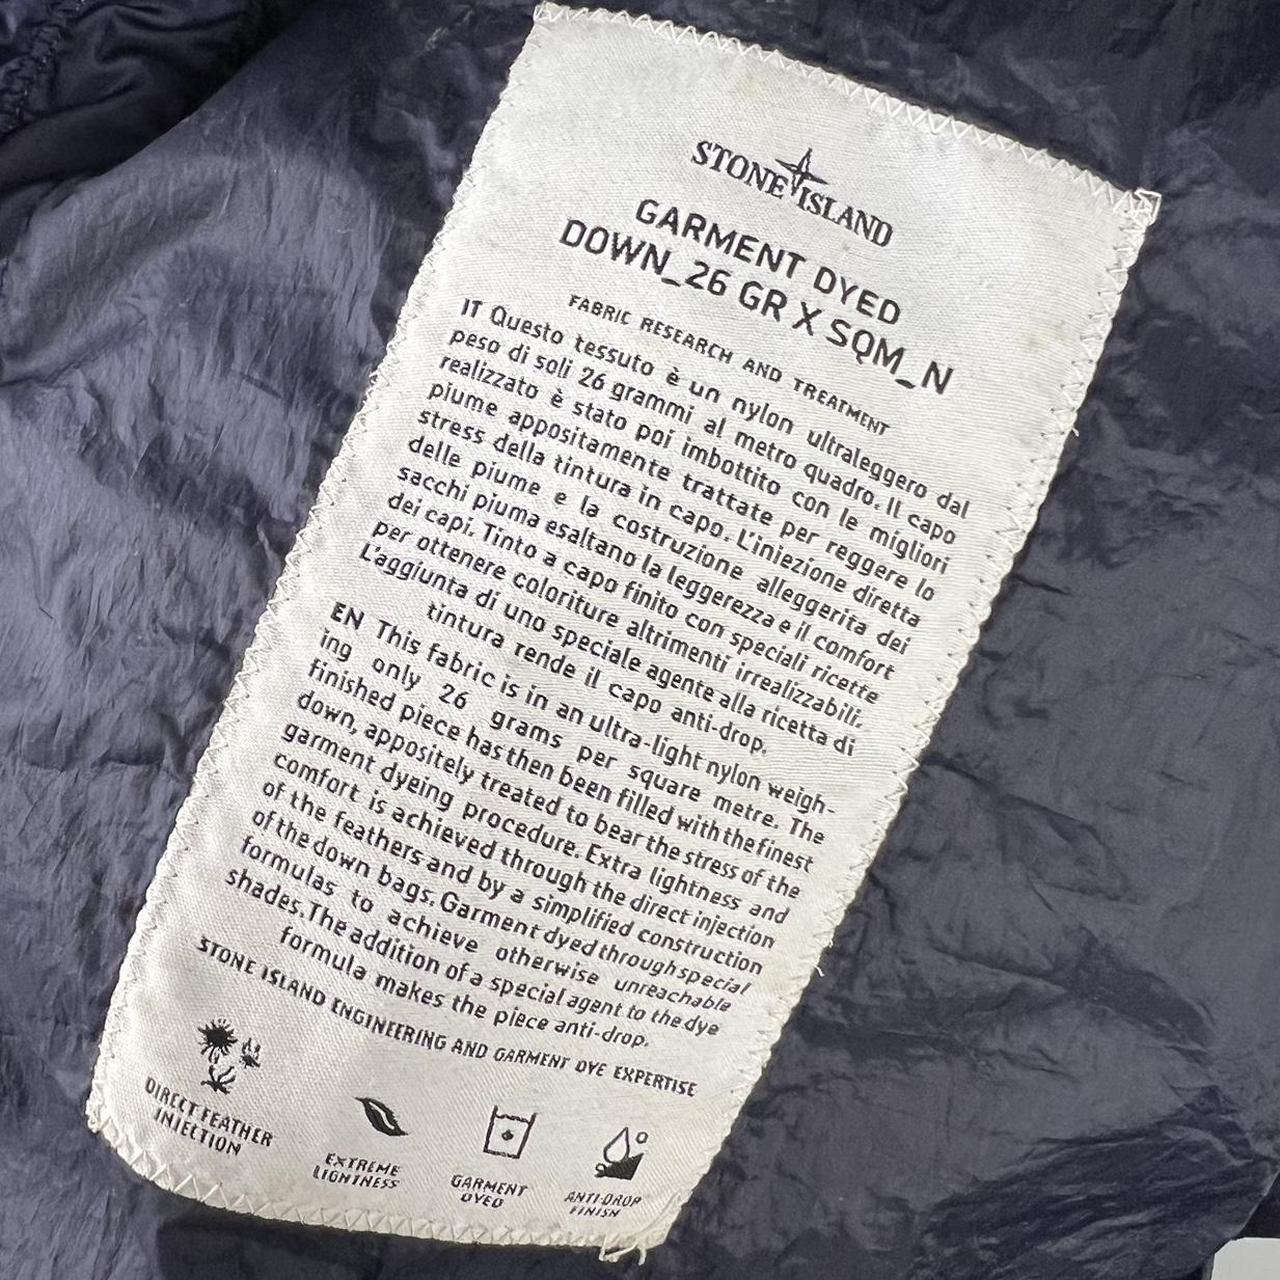 STONE ISLAND
GARMENT DYED
DOWN_26 GR X SQM_N
FABRIC RESEARCH AND TREATMENT
IT Questo tessuto è un nylon ultraleggero dal
peso di soli 26 grammi al metro quadro. Il capo
realizzato è stato poi imbottito con le migliori
piume appositamente trattate per reggere lo
stress della tintura in capo. L'iniezione diretta
delle piume e la costruzione alleggerita dei
sacchi piuma esaltano la leggerezza e il comfort
dei capi. Tinto a capo finito con speciali ricette
per ottenere coloriture altrimenti irrealizzabili.
L'aggiunta di uno speciale agente alla ricetta di
tintura rende il capo anti-drop.
EN This fabric is in an ultra-light nylon weigh-
ing only 26 grams per square metre. The
finished piece has then been filled with the finest
down, appositely treated to bear the stress of the
garment dyeing procedure. Extra lightness and
comfort is achieved through the direct injection
of the feathers and by a simplified construction
of the down bags. Garment dyed through special
formulas to achieve otherwise unreachable
shades. The addition of a special agent to the dye
formula makes the piece anti-drop.
STONE ISLAND ENGINEERING AND GARMENT DYE EXPERTISE
DIRECT FEATHER
INJECTION
EXTREME
LIGHTNESS
GARMENT
DYED
ANTI-DROP
FINISH